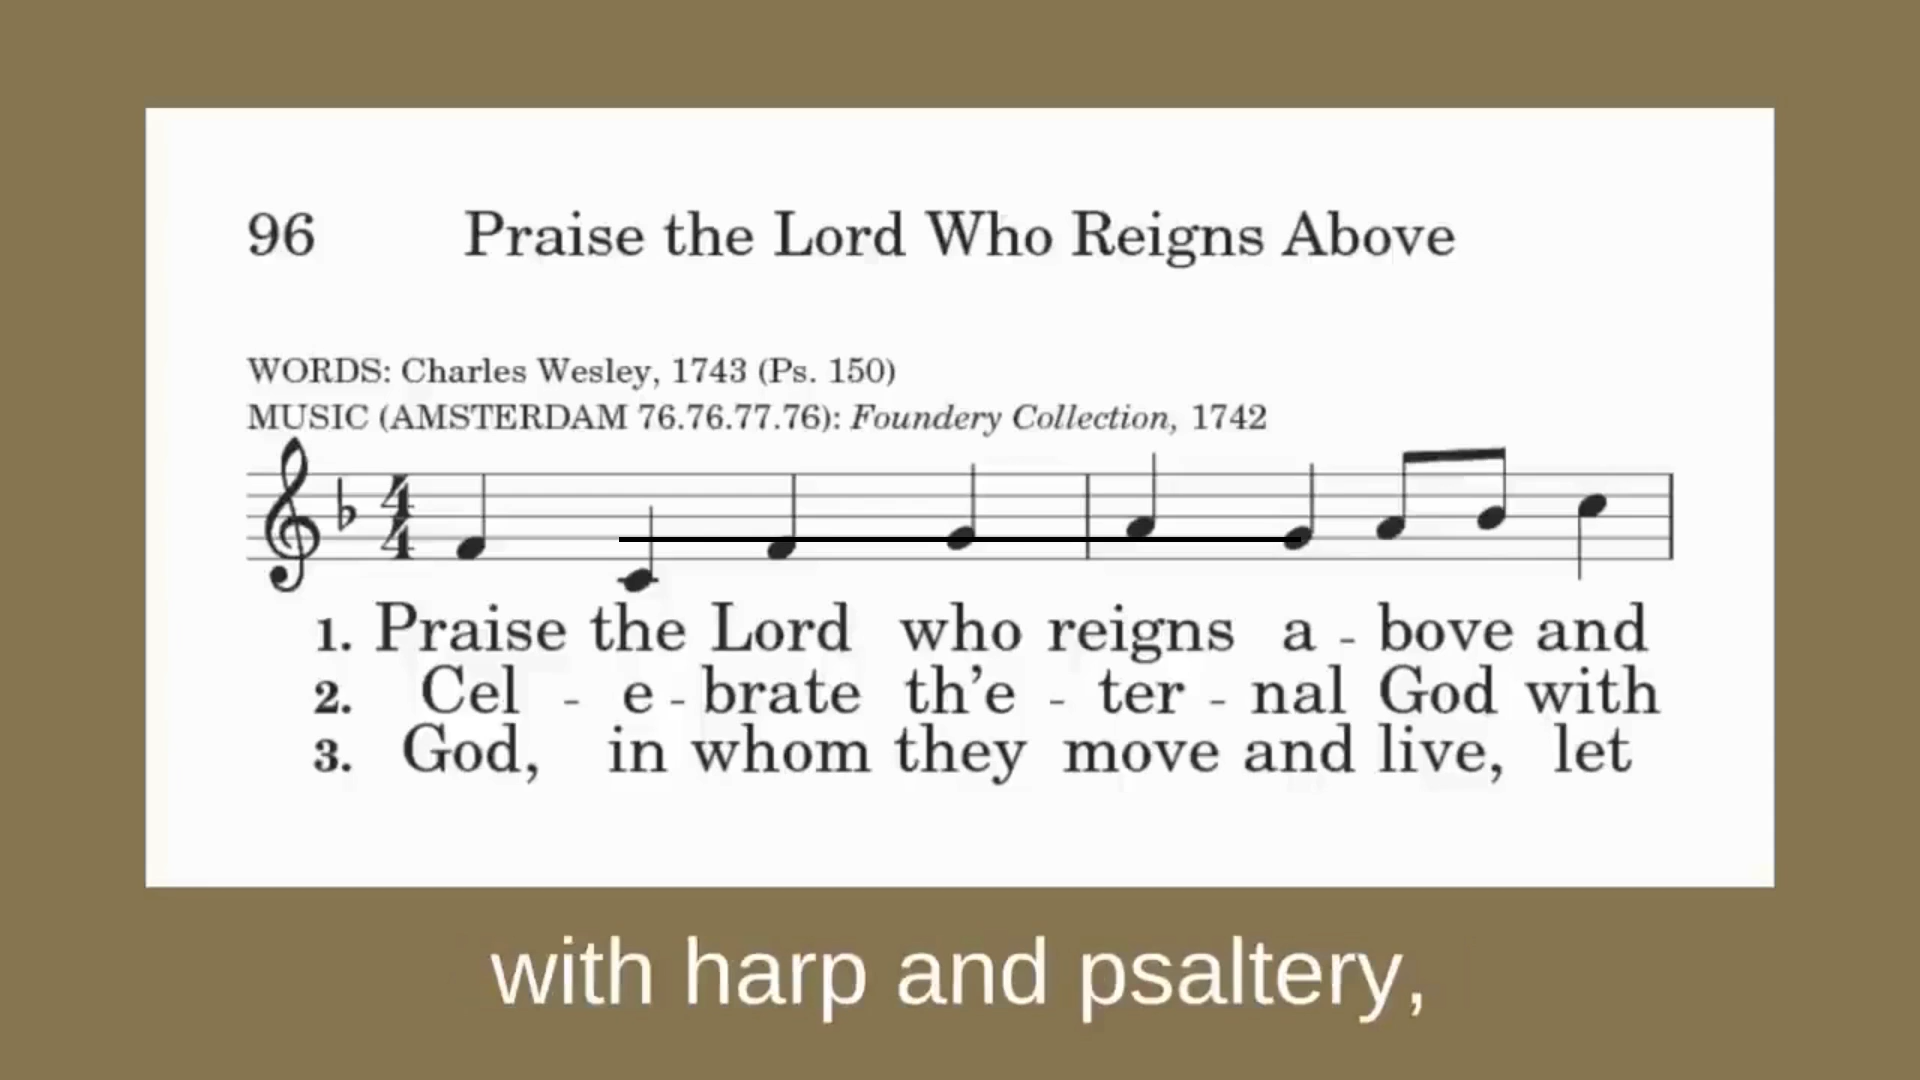 96 Praise the Lord Who Reigns Above
WORDS: Charles Wesley, 1743 (Ps. 150)
MUSIC (AMSTERDAM 76.76.77.76): Foundery Collection, 1742
4
4
1. Praise the Lord who reigns a - bove and
2. Cel - e - brate th’e - ter - nal God with
3. God, in whom they move and live, let
with harp and psaltery,